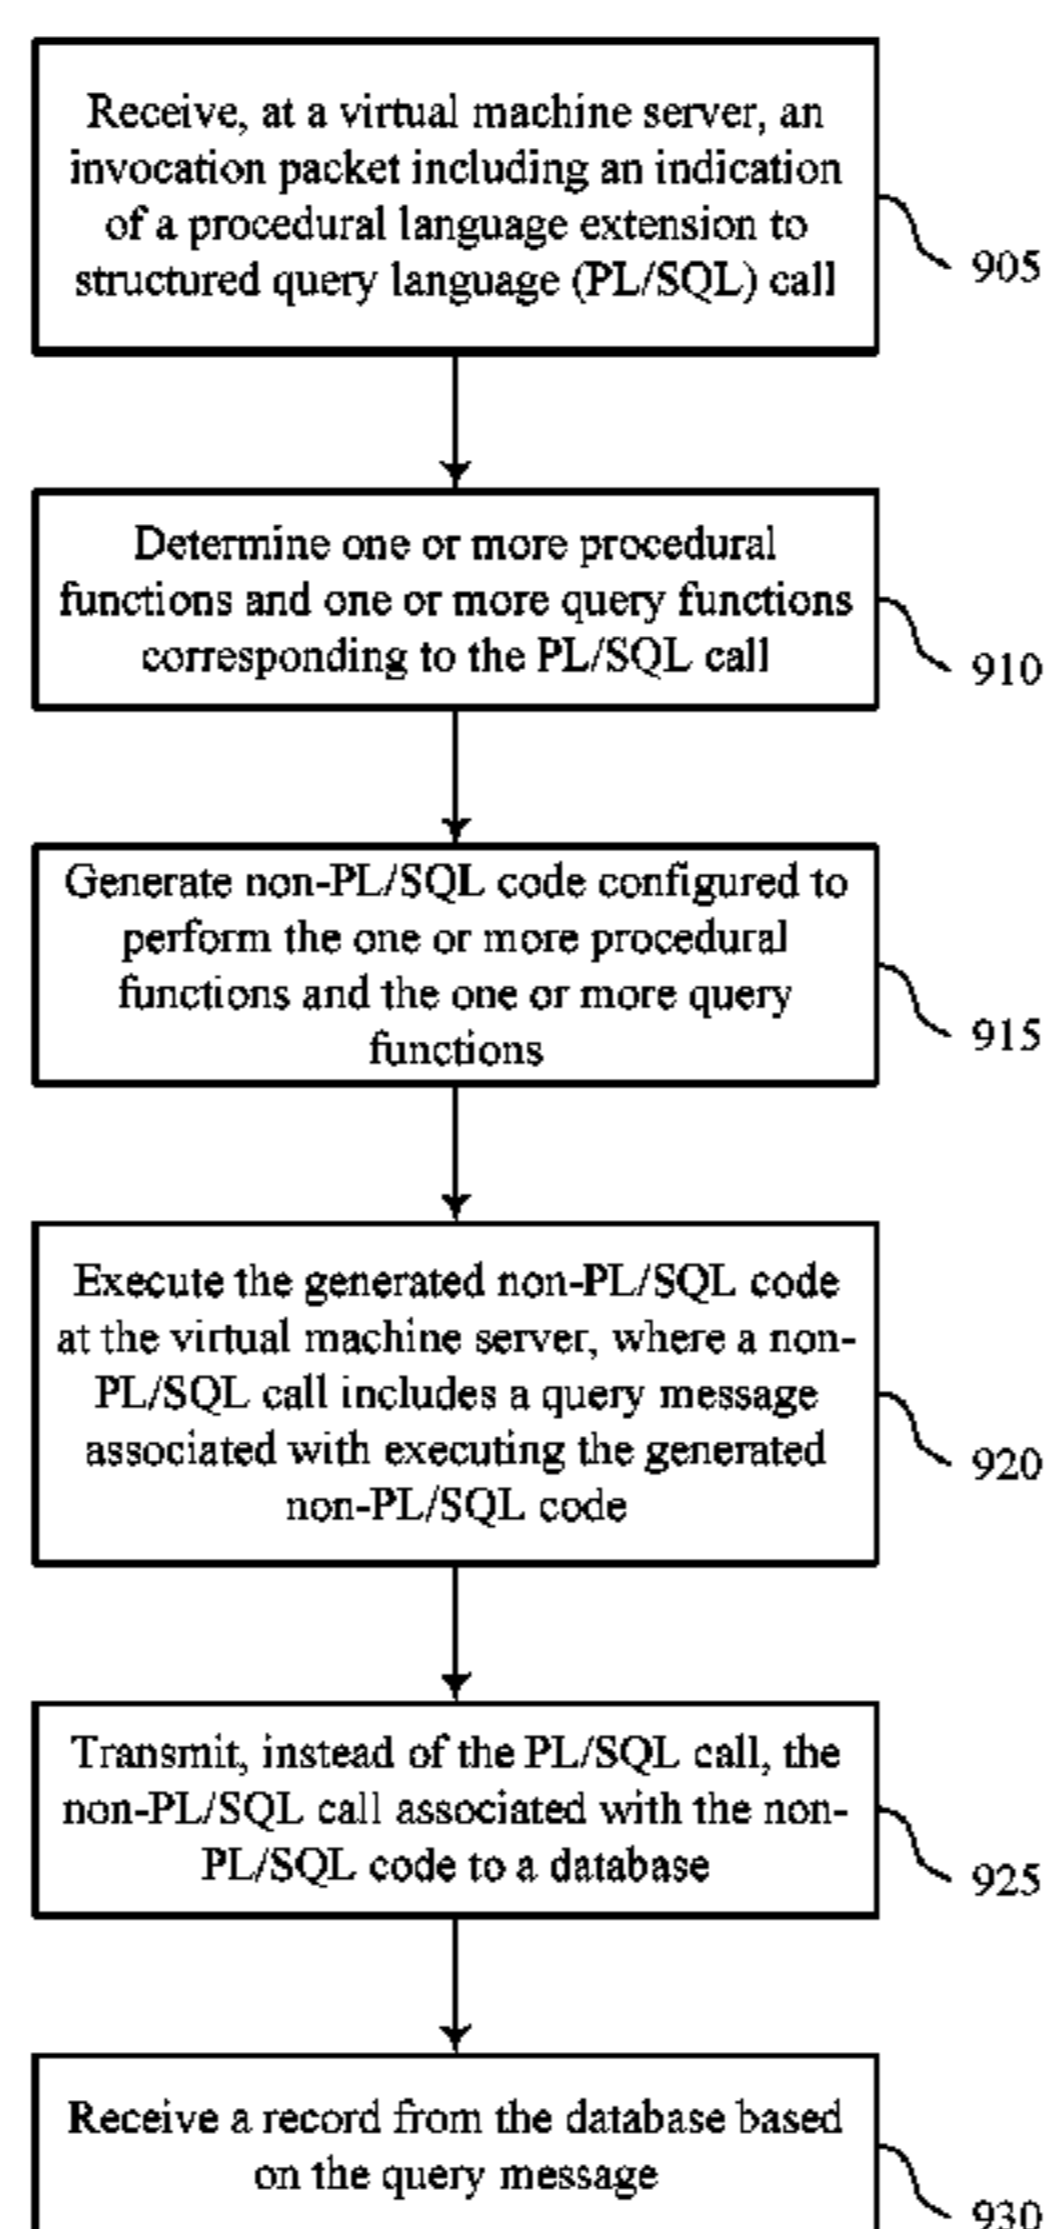 Receive, at a virtual machine server, an
invocation packet including an indication
of a procedural language extension to
structured query language (PL/SQL) call
905
Determine one or more procedural
functions and one or more query functions
corresponding to the PL/SQL call
910
Generate non-PL/SQL code configured to
perform the one or more procedural
functions and the one or more query
functions
915
Execute the generated non-PL/SQL code
at the virtual machine server, where a non-
PL/SQL call includes a query message
associated with executing the generated
non-PL/SQL code
920
Transmit, instead of the PL/SQL call, the
non-PL/SQL call associated with the non-
PL/SQL code to a database
925
Receive a record from the database based
on the query message
930